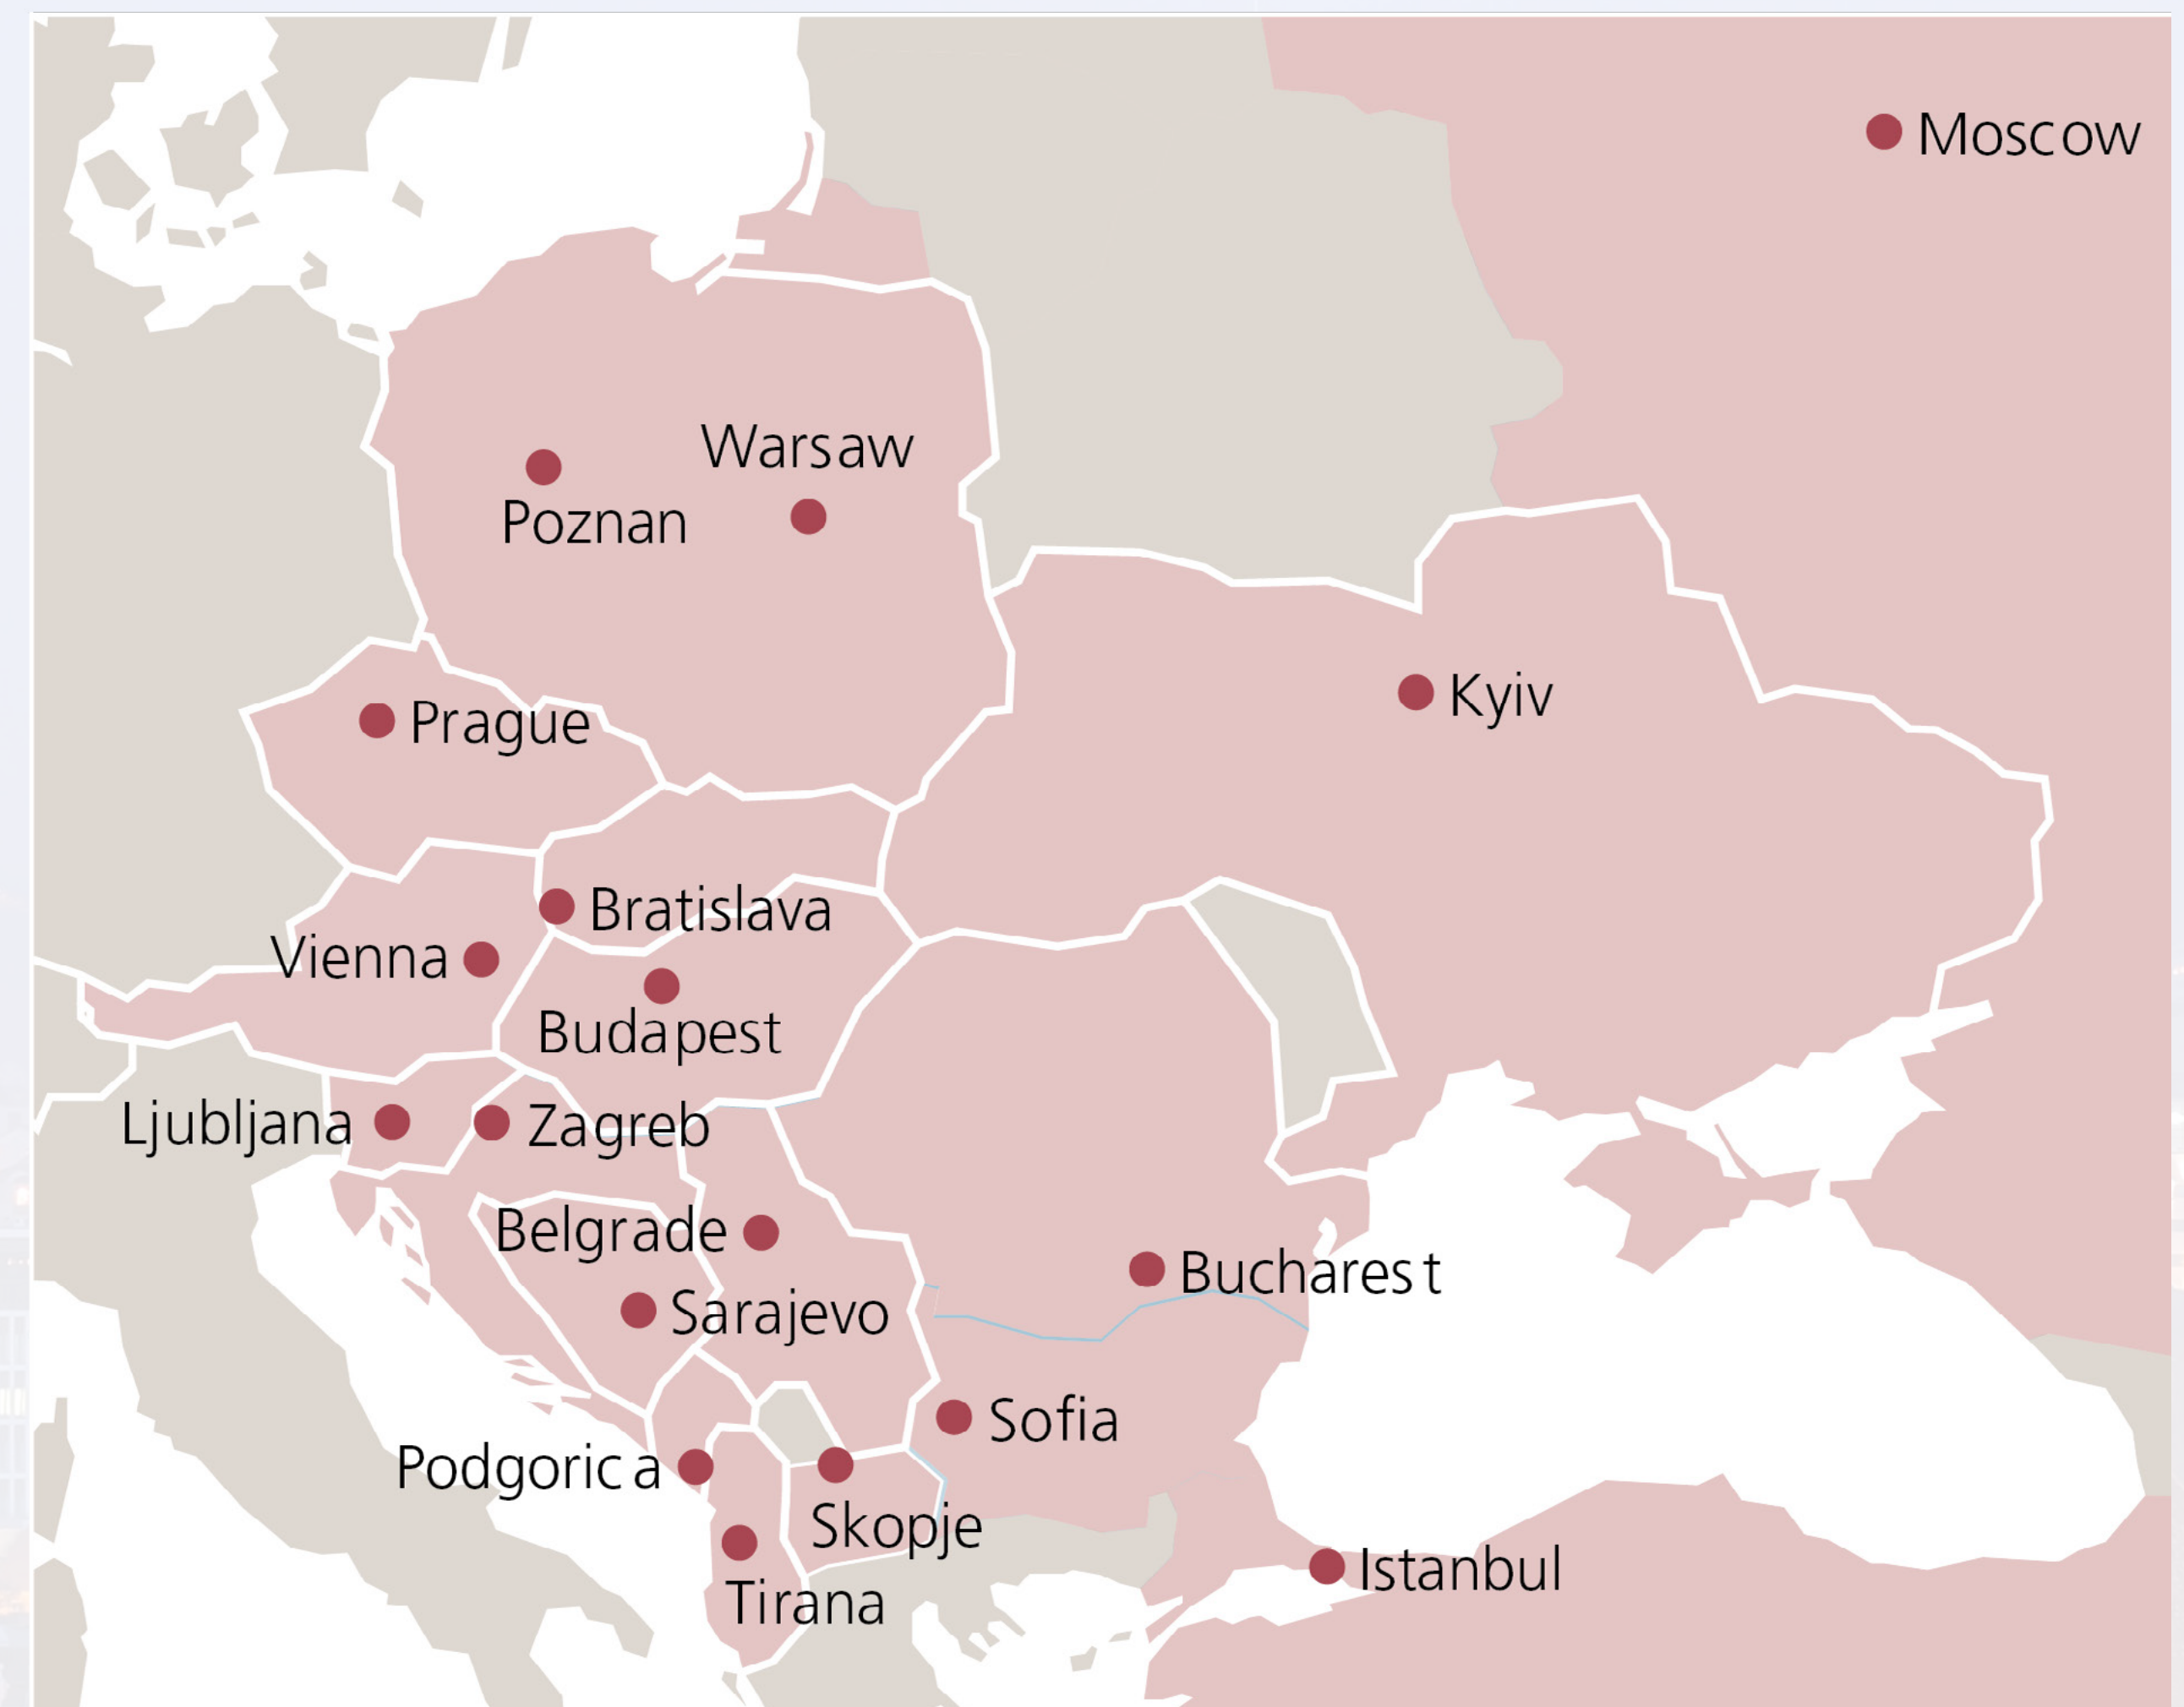 Moscow
Warsaw
Poznan
Kyiv
Prague
Bratislava
Vienna
Budapest
Ljubljana
Zagreb
Belgrade
Bucharest
Sarajevo
Sofia
Podgorica
Skopje
Istanbul
Tirana